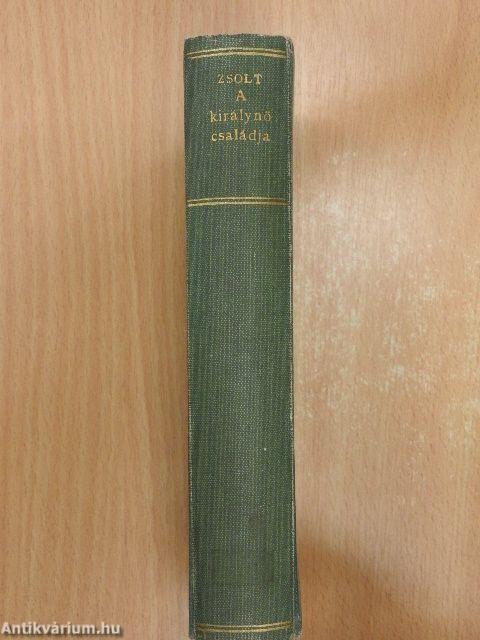 ZSOLT
A
királynő
családja
Antikvárium.hu